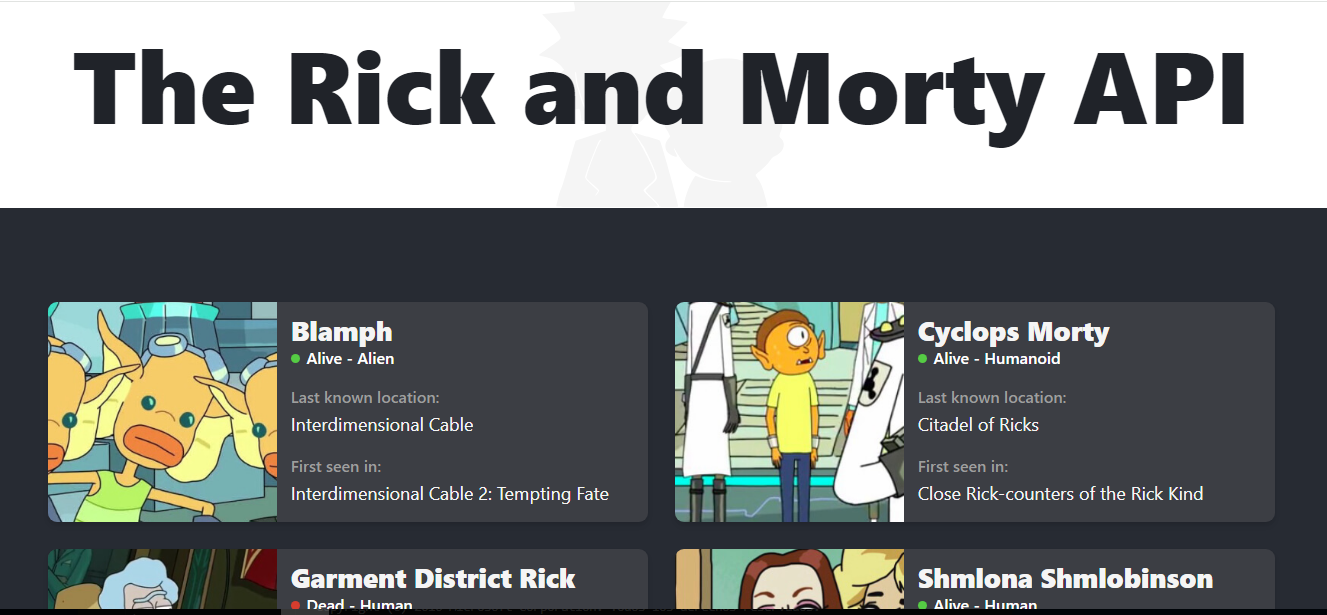 The Rick and Morty API
Blamph
Alive - Alien
Last known location:
Interdimensional Cable
First seen in:
Interdimensional Cable 2: Tempting Fate
Cyclops Morty
Alive - Humanoid
Last known location:
Citadel of Ricks
First seen in:
Close Rick-counters of the Rick Kind
Garment District Rick
Dead - Human
Shmlona Shmlobinson
Alive - Human